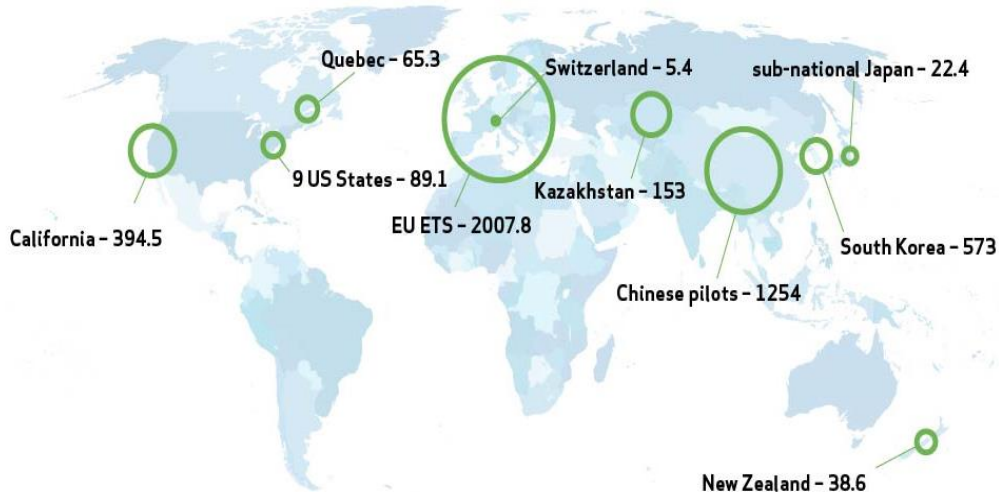 Quebec – 65.3
Switzerland – 5.4
sub-national Japan – 22.4
9 US States – 89.1
Kazakhstan – 153
EU ETS – 2007.8
California – 394.5
South Korea – 573
Chinese pilots – 1254
New Zealand – 38.6